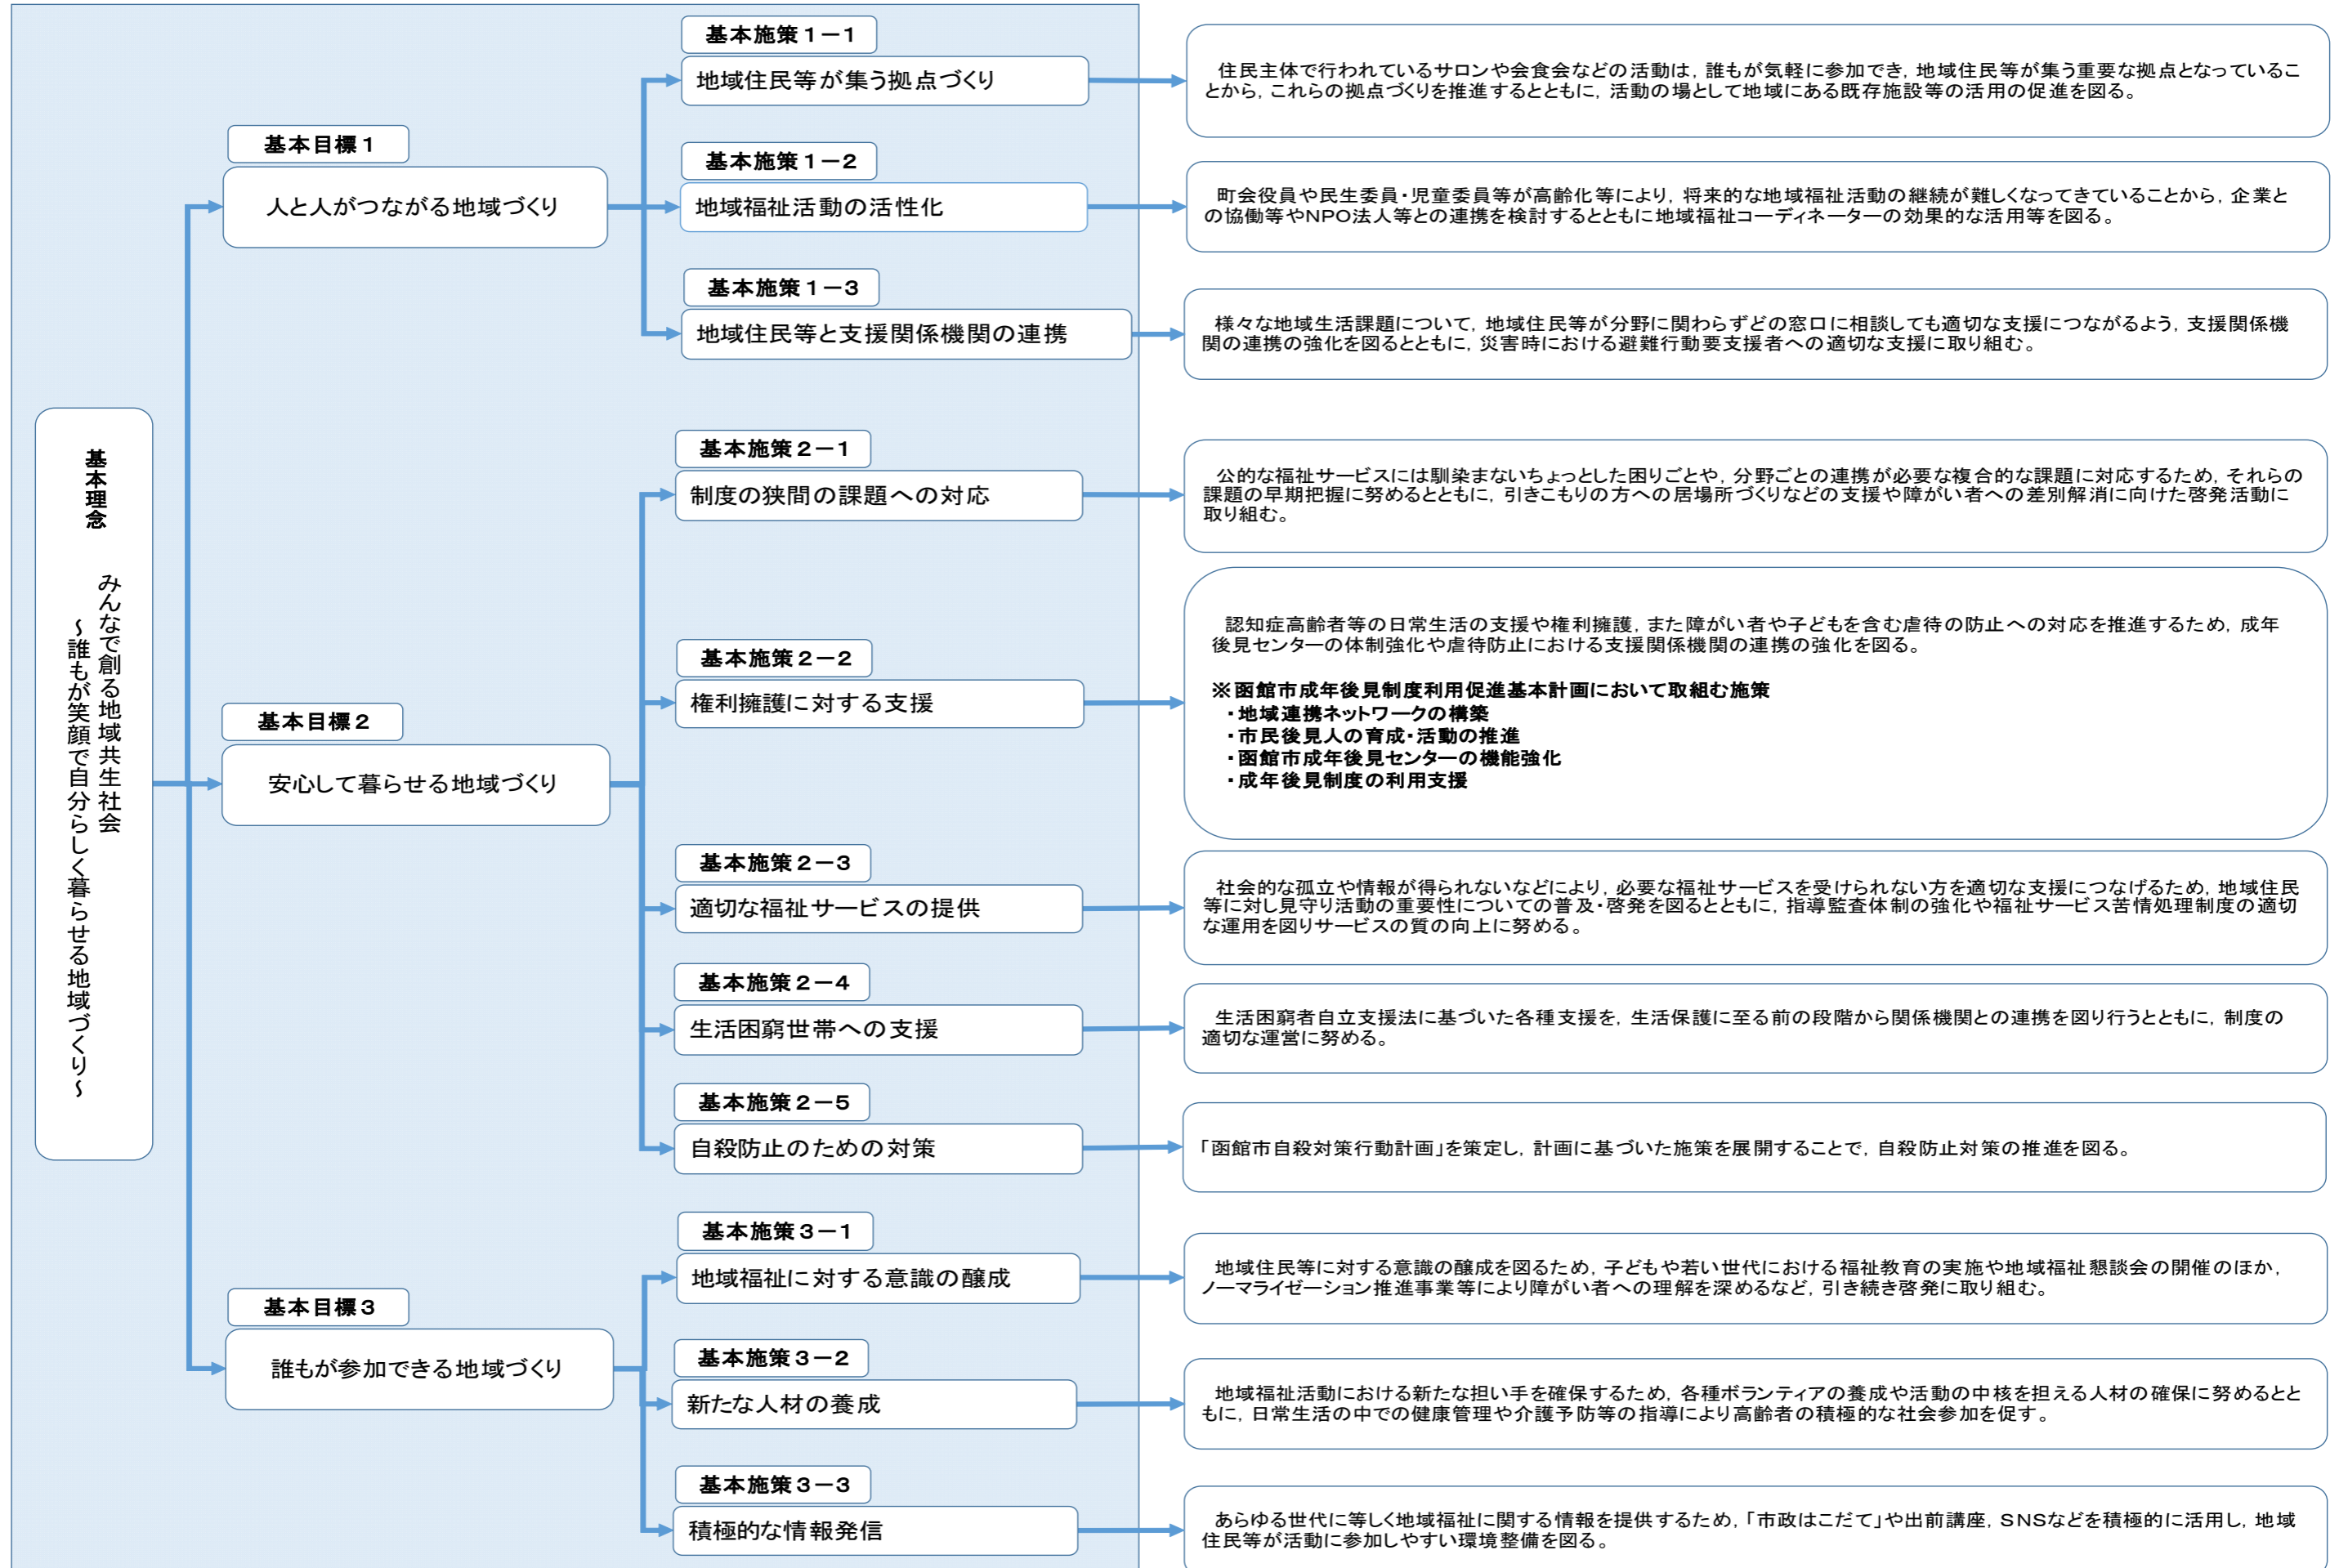 基本理念
みんなで創る地域共生社会
～誰もが笑顔で自分らしく暮らせる地域づくり～
基本目標1
人と人がつながる地域づくり
基本施策1－1
地域住民等が集う拠点づくり
住民主体で行われているサロンや会食会などの活動は，誰もが気軽に参加でき，地域住民等が集う重要な拠点となっているこ
とから，これらの拠点づくりを推進するとともに，活動の場として地域にある既存施設等の活用の促進を図る。
基本施策1－2
地域福祉活動の活性化
町会役員や民生委員・児童委員等が高齢化等により，将来的な地域福祉活動の継続が難しくなってきていることから，企業と
の協働等やNPO法人等との連携を検討するとともに地域福祉コーディネーターの効果的な活用等を図る。
基本施策1－3
地域住民等と支援関係機関の連携
様々な地域生活課題について，地域住民等が分野に関わらずどの窓口に相談しても適切な支援につながるよう，支援関係機
関の連携の強化を図るとともに，災害時における避難行動要支援者への適切な支援に取り組む。
基本目標2
安心して暮らせる地域づくり
基本施策2－1
制度の狭間の課題への対応
公的な福祉サービスには馴染まないちょっとした困りごとや，分野ごとの連携が必要な複合的な課題に対応するため，それらの
課題の早期把握に努めるとともに，引きこもりの方への居場所づくりなどの支援や障がい者への差別解消に向けた啓発活動に
取り組む。
基本施策2－2
権利擁護に対する支援
認知症高齢者等の日常生活の支援や権利擁護，また障がい者や子どもを含む虐待の防止への対応を推進するため，成年
後見センターの体制強化や虐待防止における支援関係機関の連携の強化を図る。
※函館市成年後見制度利用促進基本計画において取組む施策
・地域連携ネットワークの構築
・市民後見人の育成・活動の推進
・函館市成年後見センターの機能強化
・成年後見制度の利用支援
基本施策2－3
適切な福祉サービスの提供
社会的な孤立や情報が得られないなどにより，必要な福祉サービスを受けられない方を適切な支援につなげるため，地域住民
等に対し見守り活動の重要性についての普及・啓発を図るとともに，指導監査体制の強化や福祉サービス苦情処理制度の適切
な運用を図りサービスの質の向上に努める。
基本施策2－4
生活困窮世帯への支援
生活困窮者自立支援法に基づいた各種支援を，生活保護に至る前の段階から関係機関との連携を図り行うとともに，制度の
適切な運営に努める。
基本施策2－5
自殺防止のための対策
「函館市自殺対策行動計画」を策定し，計画に基づいた施策を展開することで，自殺防止対策の推進を図る。
基本目標3
誰もが参加できる地域づくり
基本施策3－1
地域福祉に対する意識の醸成
地域住民等に対する意識の醸成を図るため，子どもや若い世代における福祉教育の実施や地域福祉懇談会の開催のほか，
ノーマライゼーション推進事業等により障がい者への理解を深めるなど，引き続き啓発に取り組む。
基本施策3－2
新たな人材の養成
地域福祉活動における新たな担い手を確保するため，各種ボランティアの養成や活動の中核を担える人材の確保に努めるとと
もに，日常生活の中での健康管理や介護予防等の指導により高齢者の積極的な社会参加を促す。
基本施策3－3
積極的な情報発信
あらゆる世代に等しく地域福祉に関する情報を提供するため，「市政はこだて」や出前講座，SNSなどを積極的に活用し，地域
住民等が活動に参加しやすい環境整備を図る。